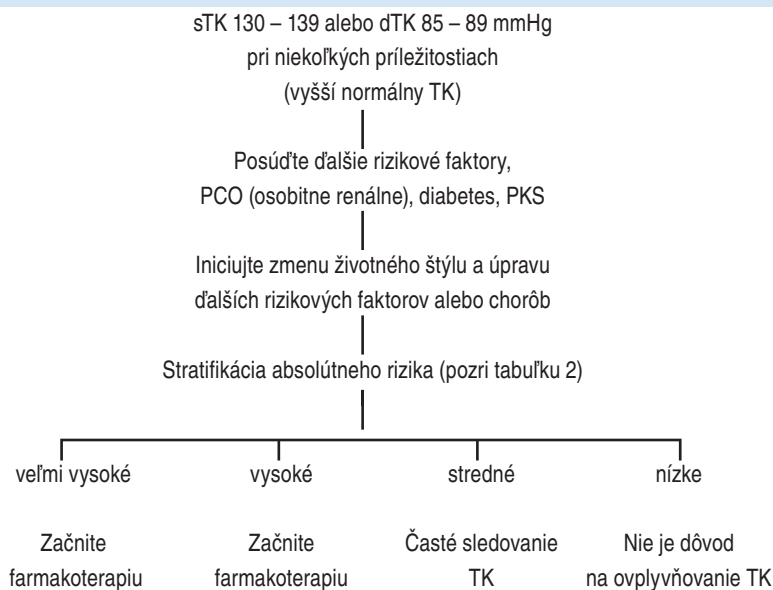 sTK 130 – 139 alebo dTK 85 – 89 mmHg
pri niekoľkých príležitostiach
(vyšší normálny TK)
Posúďte ďalšie rizikové faktory,
PCO (osobitne renálne), diabetes, PKS
Iniciujte zmenu životného štýlu a úpravu
ďalších rizikových faktorov alebo chorôb
Stratifikácia absolútneho rizika (pozri tabuľku 2)
veľmi vysoké vysoké stredné nízke
Začnite Začnite Časté sledovanie Nie je dôvod
farmakoterapiu farmakoterapiu TK na ovplyvňovanie TK